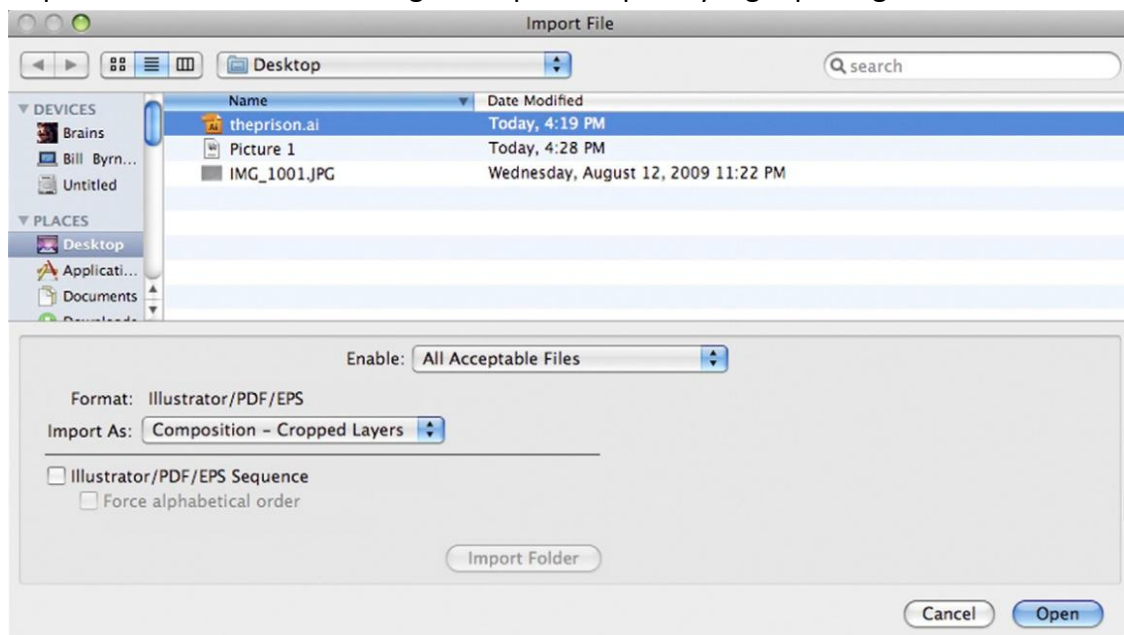 Import File
Desktop
search
Name Date Modified
DEVICES
Brains
Bill Byrn...
Untitled
PLACES
Desktop
Applicati...
Documents
theprison.ai Today, 4:19 PM
Picture 1 Today, 4:28 PM
IMG_1001.JPG Wednesday, August 12, 2009 11:22 PM
Enable: All Acceptable Files
Format: Illustrator/PDF/EPS
Import As: Composition – Cropped Layers
Illustrator/PDF/EPS Sequence
Force alphabetical order
Import Folder
Cancel Open